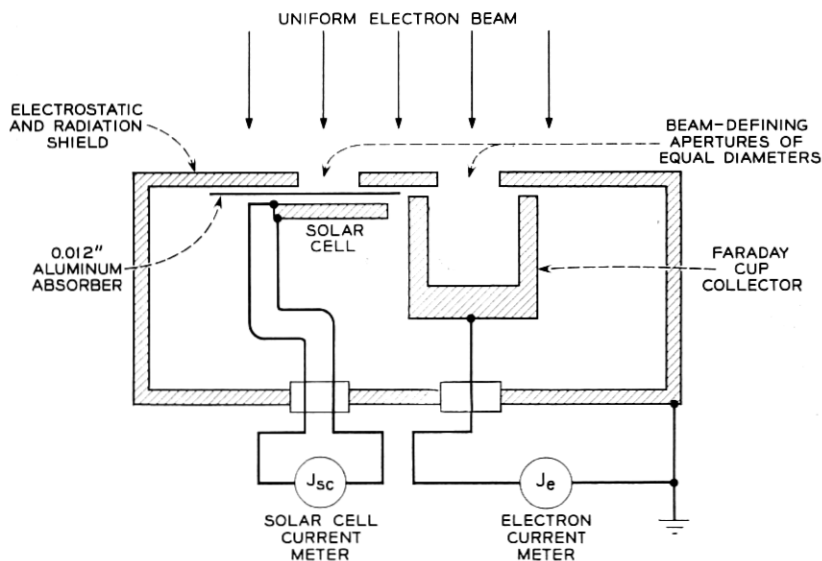 UNIFORM ELECTRON BEAM
ELECTROSTATIC
AND RADIATION
SHIELD
BEAM-DEFINING
APERTURES OF
EQUAL DIAMETERS
0.012"
ALUMINUM
ABSORBER
SOLAR
CELL
FARADAY
CUP
COLLECTOR
Jsc
SOLAR CELL
CURRENT
METER
Je
ELECTRON
CURRENT
METER